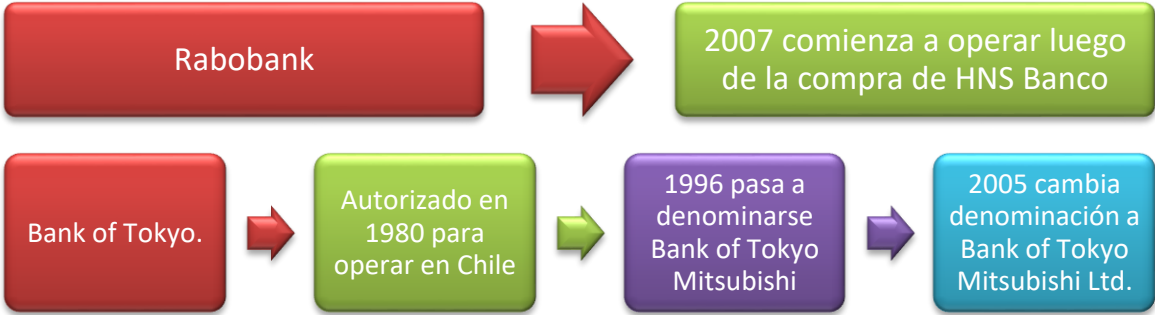 Rabobank
2007 comienza a operar luego
de la compra de HNS Banco
Bank of Tokyo.
Autorizado en
1980 para
operar en Chile
1996 pasa a
denominarse
Bank of Tokyo
Mitsubishi
2005 cambia
denominación a
Bank of Tokyo
Mitsubishi Ltd.